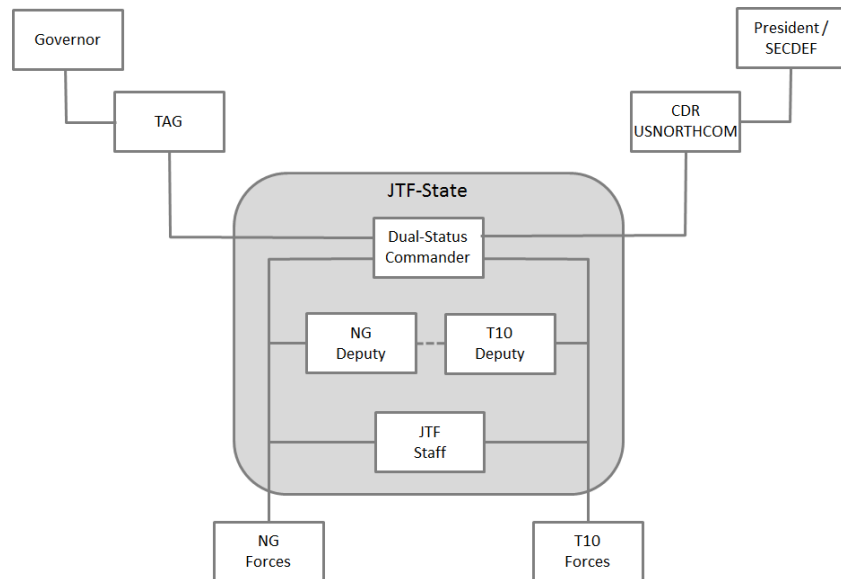 Governor
President /
SECDEF
TAG
CDR
USNORTHCOM
JTF-State
Dual-Status
Commander
NG
Deputy
T10
Deputy
JTF
Staff
NG
Forces
T10
Forces